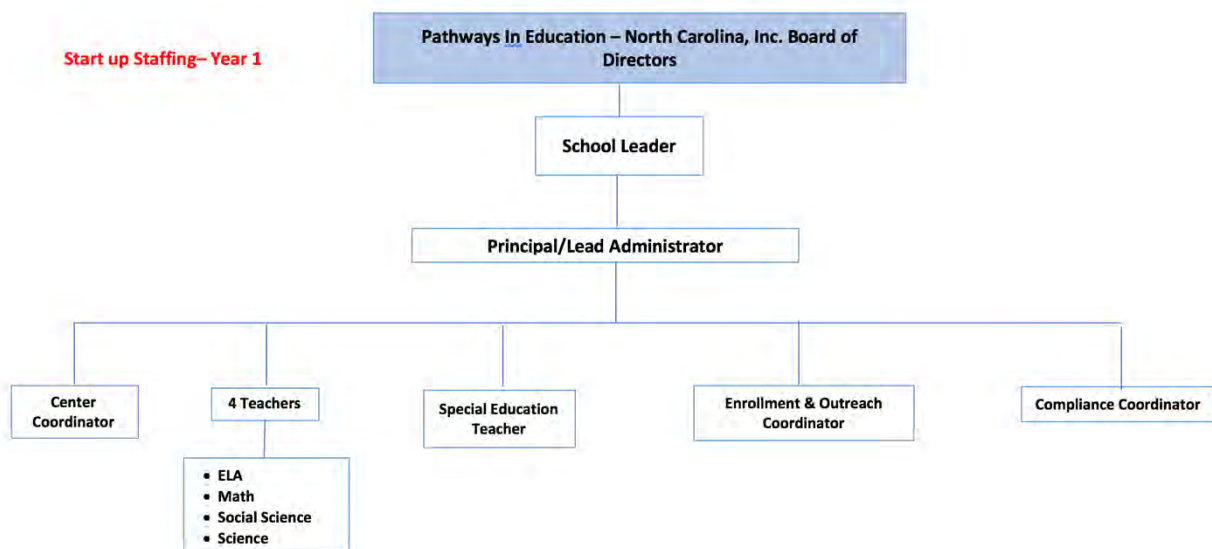 Start up Staffing– Year 1
Pathways In Education – North Carolina, Inc. Board of
Directors
School Leader
Principal/Lead Administrator
Center
Coordinator
4 Teachers
Special Education
Teacher
Enrollment & Outreach
Coordinator
Compliance Coordinator
• ELA
• Math
• Social Science
• Science